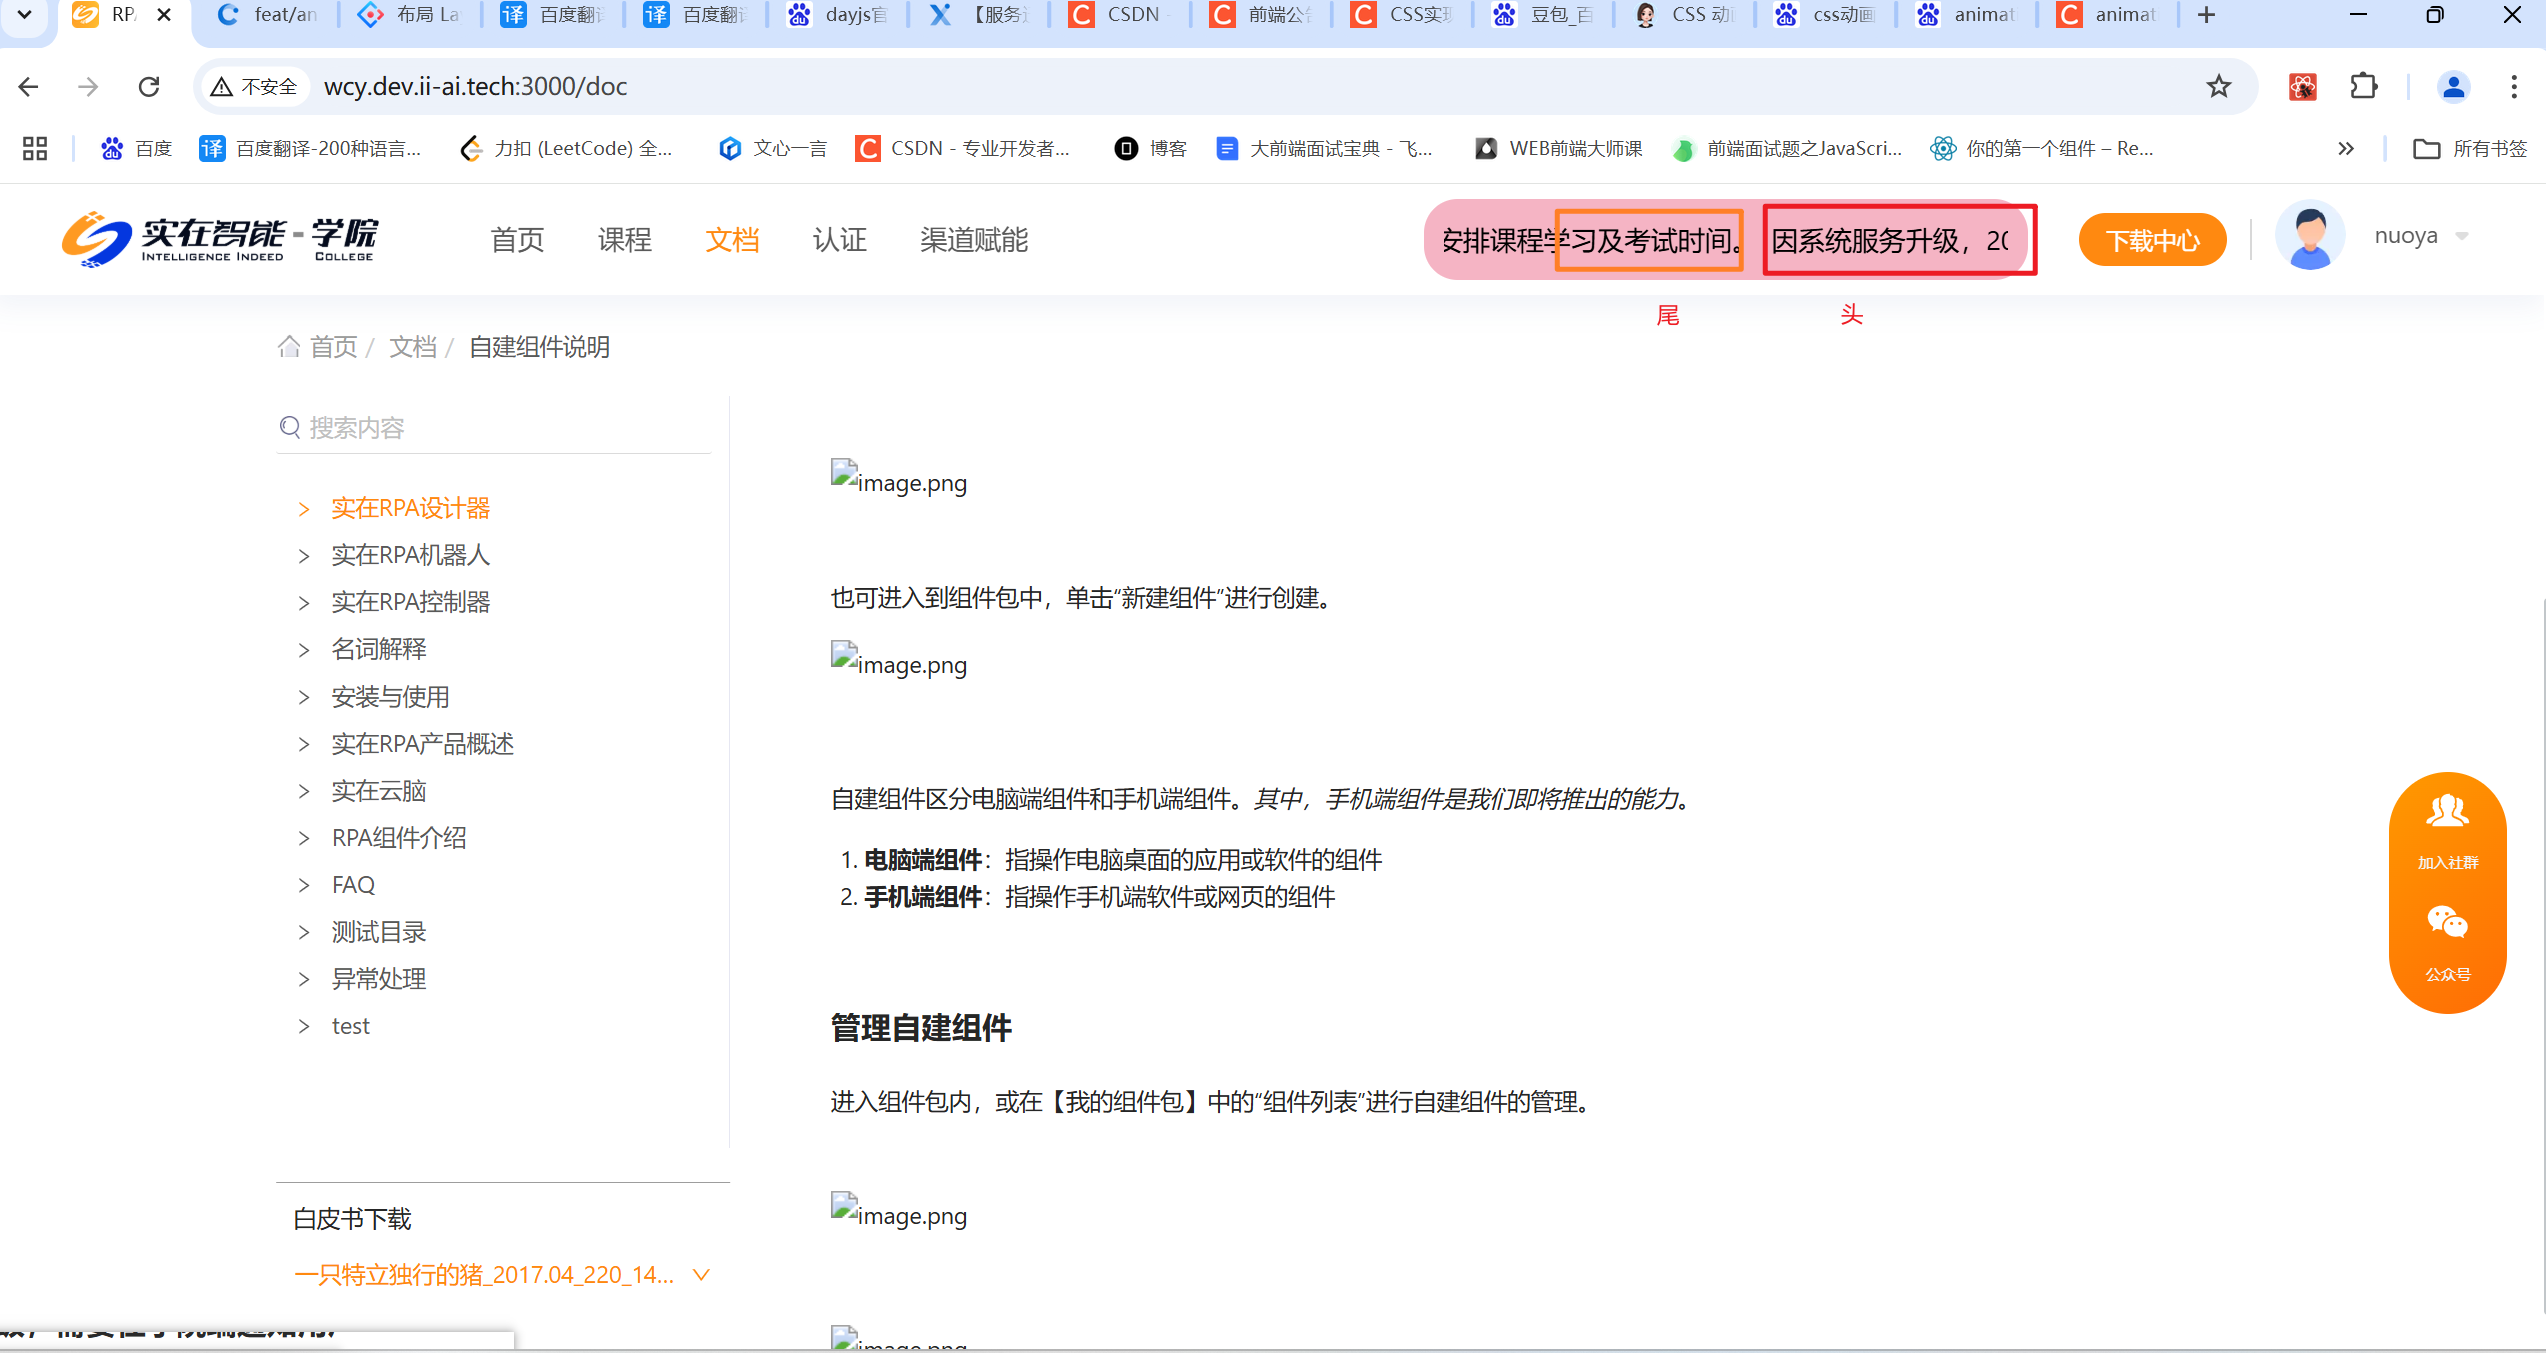 RP
feat/an
布局 La
百度翻译
百度翻译
dayjs官
【服务
CSDN -
前端公告
CSS实现
豆包_百
CSS 动
css动画
animat
animat
不安全
wcy.dev.ii-ai.tech:3000/doc
百度
百度翻译-200种语言...
力扣 (LeetCode) 全...
文心一言
CSDN - 专业开发者...
博客
大前端面试宝典 - 飞...
WEB前端大师课
前端面试题之JavaScri...
你的第一个组件 – Re...
所有书签
实在智能 - 学院
INTELLIGENCE INDEED COLLEGE
首页
课程
文档
认证
渠道赋能
安排课程学习及考试时间。
因系统服务升级，20
下载中心
nuoya
尾
头
首页 / 文档 / 自建组件说明
搜索内容
实在RPA设计器
实在RPA机器人
实在RPA控制器
名词解释
安装与使用
实在RPA产品概述
实在云脑
RPA组件介绍
FAQ
测试目录
异常处理
test
白皮书下载
一只特立独行的猪_2017.04_220_14...
image.png
也可进入到组件包中，单击“新建组件”进行创建。
image.png
自建组件区分电脑端组件和手机端组件。其中，手机端组件是我们即将推出的能力。
1. 电脑端组件：指操作电脑桌面的应用或软件的组件
2. 手机端组件：指操作手机端软件或网页的组件
管理自建组件
进入组件包内，或在【我的组件包】中的“组件列表”进行自建组件的管理。
image.png
image.png
加入社群
公众号